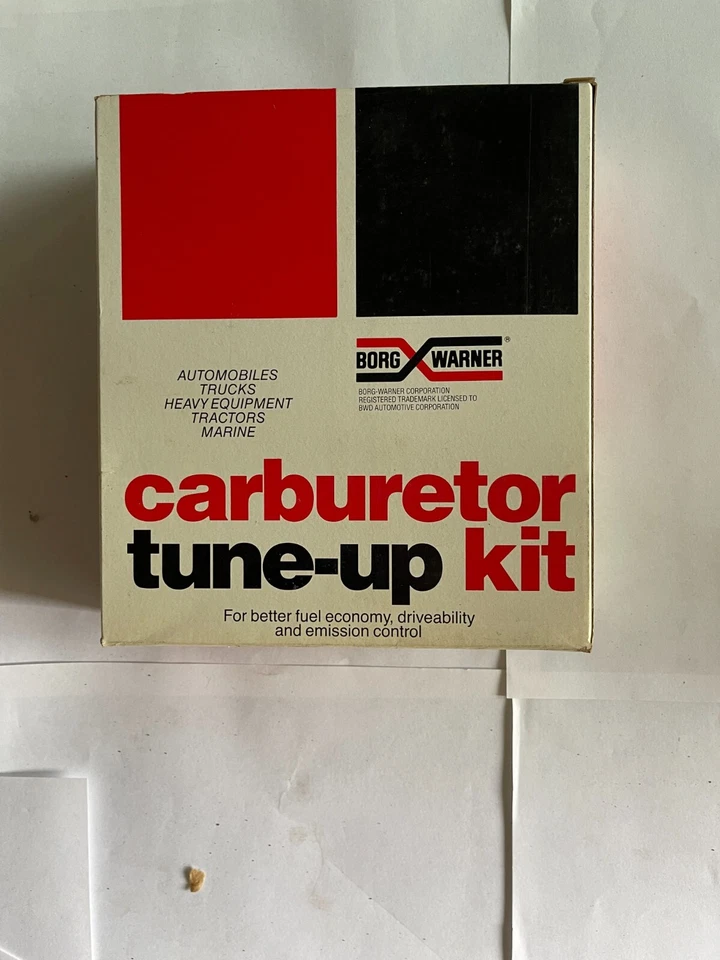 AUTOMOBILES
TRUCKS
HEAVY EQUIPMENT
TRACTORS
MARINE
BORG WARNER®
BORG-WARNER CORPORATION
REGISTERED TRADEMARK LICENSED TO
BWD AUTOMOTIVE CORPORATION
carburetor
tune-up kit
For better fuel economy, driveability
and emission control